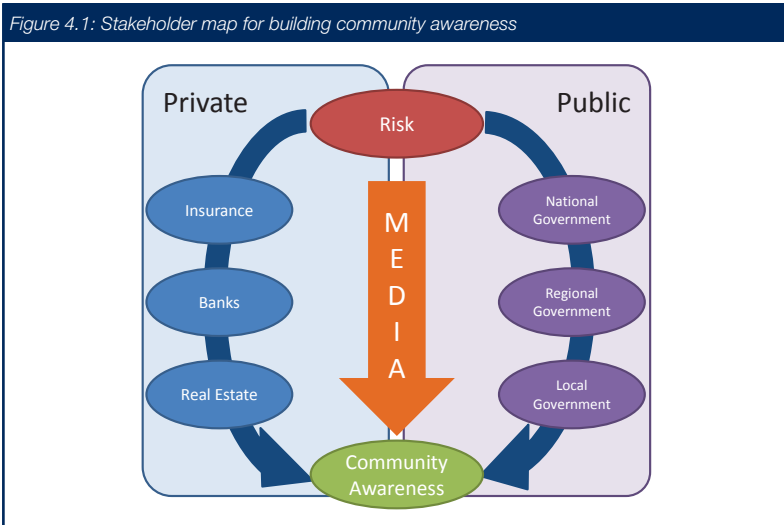 Figure 4.1: Stakeholder map for building community awareness
Private
Public
Risk
Insurance
National
Government
Banks
Regional
Government
Real Estate
Local
Government
M
E
D
I
A
Community
Awareness